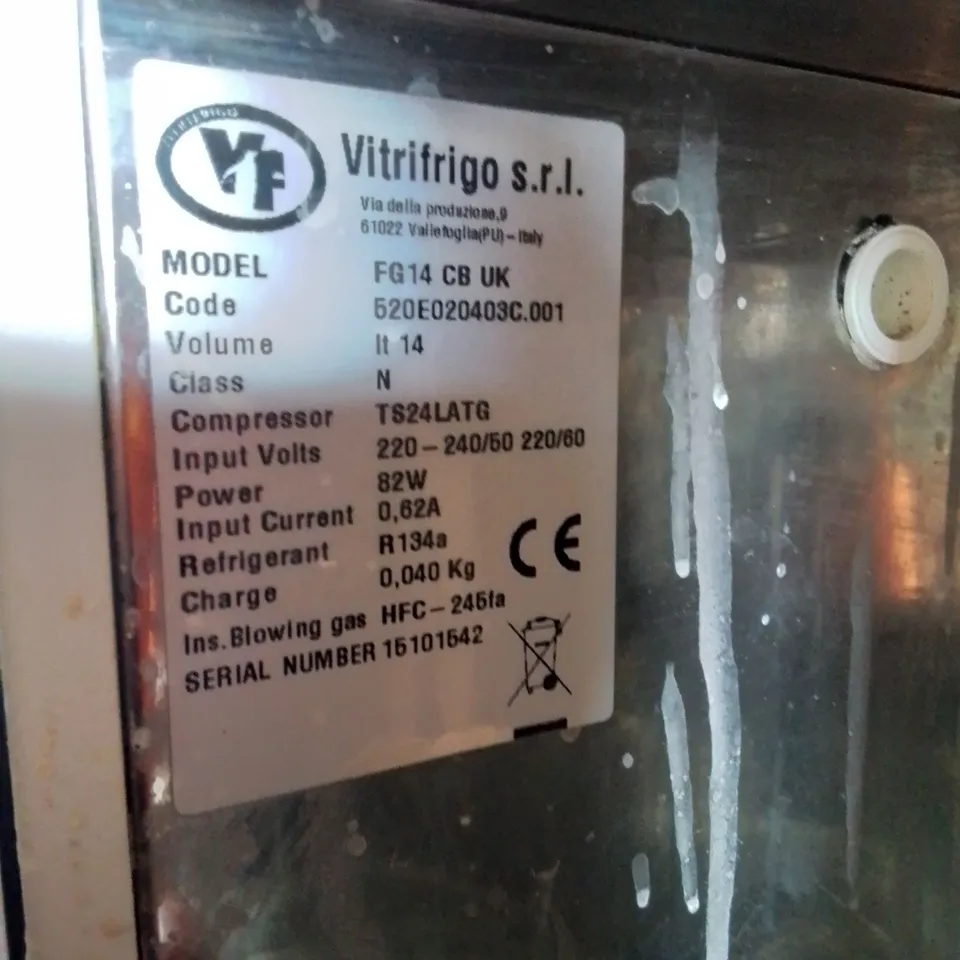 VITRIFRIGO
VF
Vitrifrigo s.r.l.
Via della produzione,9
61022 Vallefoglia(PU)–Italy
MODEL FG14 CB UK
Code 520E020403C.001
Volume lt 14
Class N
Compressor TS24LATG
Input Volts 220–240/50 220/60
Power 82W
Input Current 0,62A
Refrigerant R134a
Charge 0,040 Kg
Ins.Blowing gas HFC–245fa
SERIAL NUMBER 15101542
CE